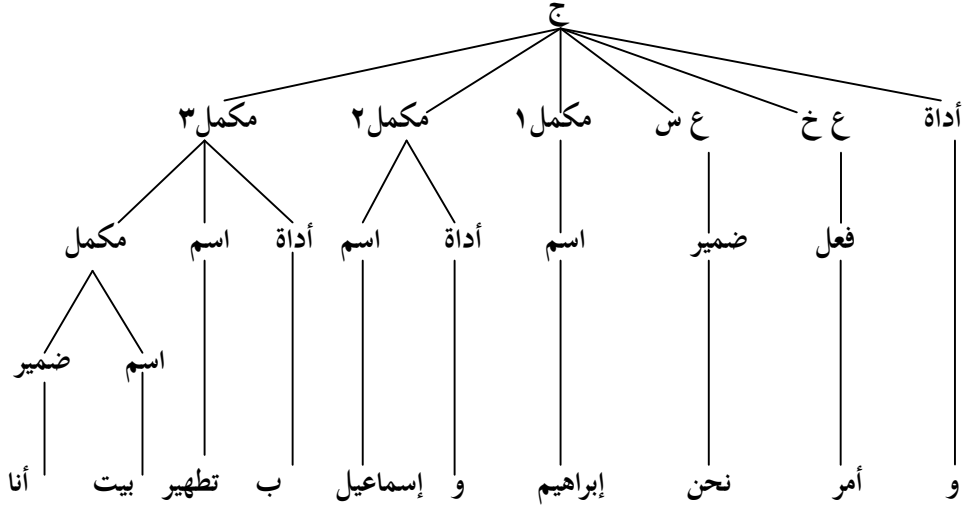 ج
أداة ع خ ع س مكمل١ مكمل٢ مكمل٣
فعل ضمير اسم أداة اسم أداة اسم مكمل
اسم ضمير
و أمر نحن إبراهيم و إسماعيل ب تطهير بيت أنا